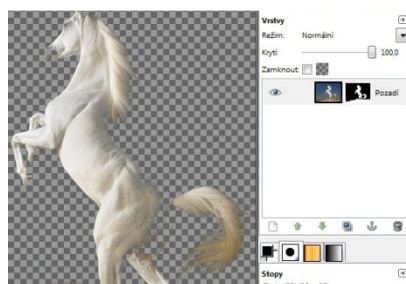 Vrstvy
Režim: Normální
Krytí: 100,0
Zamknout:
Pozadí
Stopy